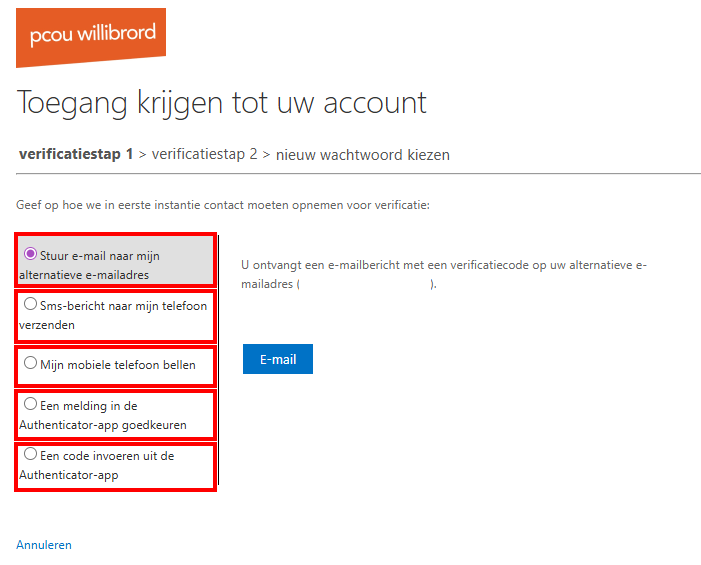 pcou willibrord
Toegang krijgen tot uw account
verificatiestap 1 > verificatiestap 2 > nieuw wachtwoord kiezen
Geef op hoe we in eerste instantie contact moeten opnemen voor verificatie:
Stuur e-mail naar mijn
alternatieve e-mailadres
Sms-bericht naar mijn telefoon
verzenden
Mijn mobiele telefoon bellen
Een melding in de
Authenticator-app goedkeuren
Een code invoeren uit de
Authenticator-app
U ontvangt een e-mailbericht met een verificatiecode op uw alternatieve e-
mailadres ( ).
E-mail
Annuleren